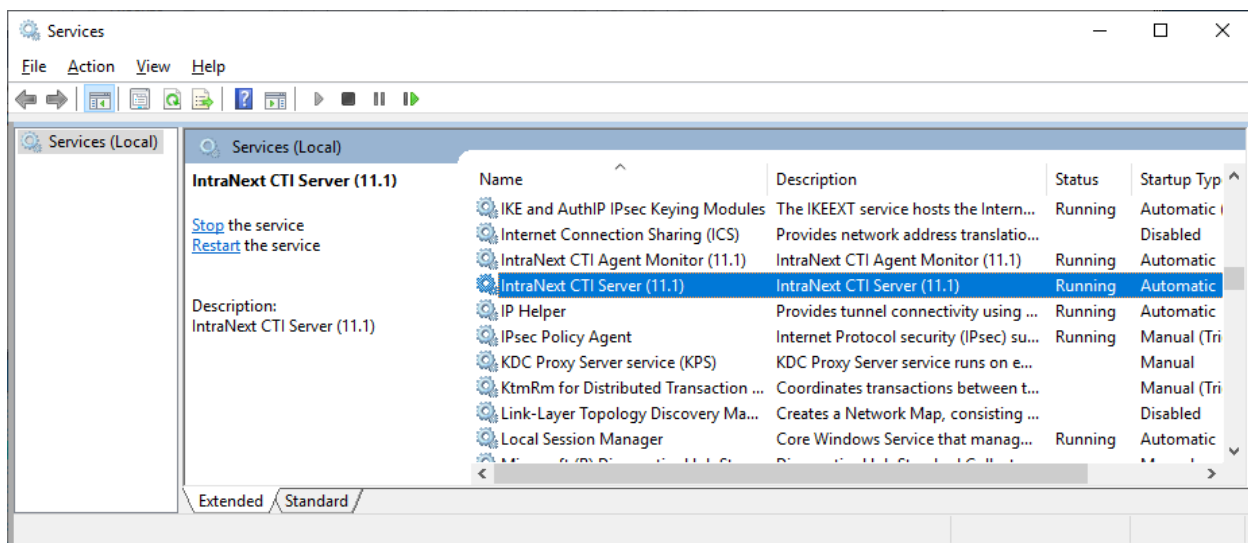 Services
File Action View Help
Services (Local)
Services (Local)
IntraNext CTI Server (11.1)
Stop the service
Restart the service
Description:
IntraNext CTI Server (11.1)
Name Description Status Startup Typ
IKE and AuthIP IPsec Keying Modules The IKEEXT service hosts the Intern... Running Automatic (
Internet Connection Sharing (ICS) Provides network address translatio... Disabled
IntraNext CTI Agent Monitor (11.1) IntraNext CTI Agent Monitor (11.1) Running Automatic
IntraNext CTI Server (11.1) IntraNext CTI Server (11.1) Running Automatic
IP Helper Provides tunnel connectivity using ... Running Automatic
IPsec Policy Agent Internet Protocol security (IPsec) su... Running Manual (Tri
KDC Proxy Server service (KPS) KDC Proxy Server service runs on e... Manual
KtmRm for Distributed Transaction ... Coordinates transactions between t... Manual (Tri
Link-Layer Topology Discovery Ma... Creates a Network Map, consisting ... Disabled
Local Session Manager Core Windows Service that manag... Running Automatic
Extended Standard